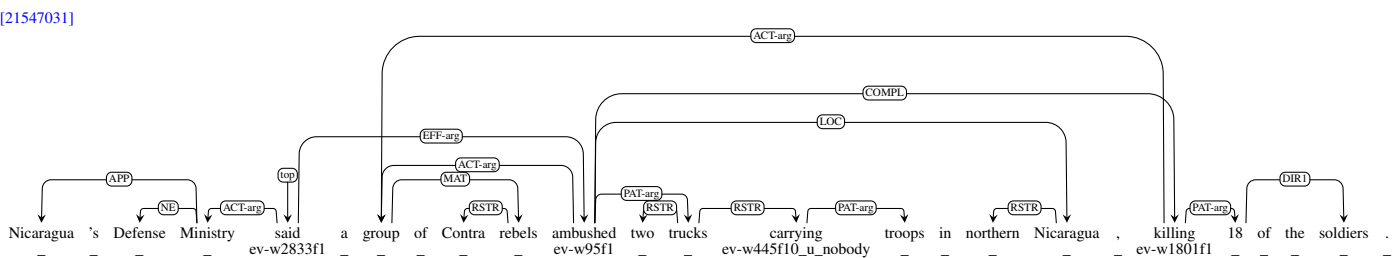 [21547031]
ACT-arg
COMPL
LOC
EFF-arg
ACT-arg
APP top MAT DIR1
PAT-arg
NE ACT-arg RSTR RSTR RSTR PAT-arg RSTR PAT-arg
Nicaragua 's Defense Ministry said a group of Contra rebels ambushed two trucks carrying troops in northern Nicaragua , killing 18 of the soldiers .
_ _ _ _ ev-w2833f1 _ _ _ _ _ ev-w95f1 _ _ ev-w445f10_u_nobody _ _ _ _ _ ev-w1801f1 _ _ _ _ _